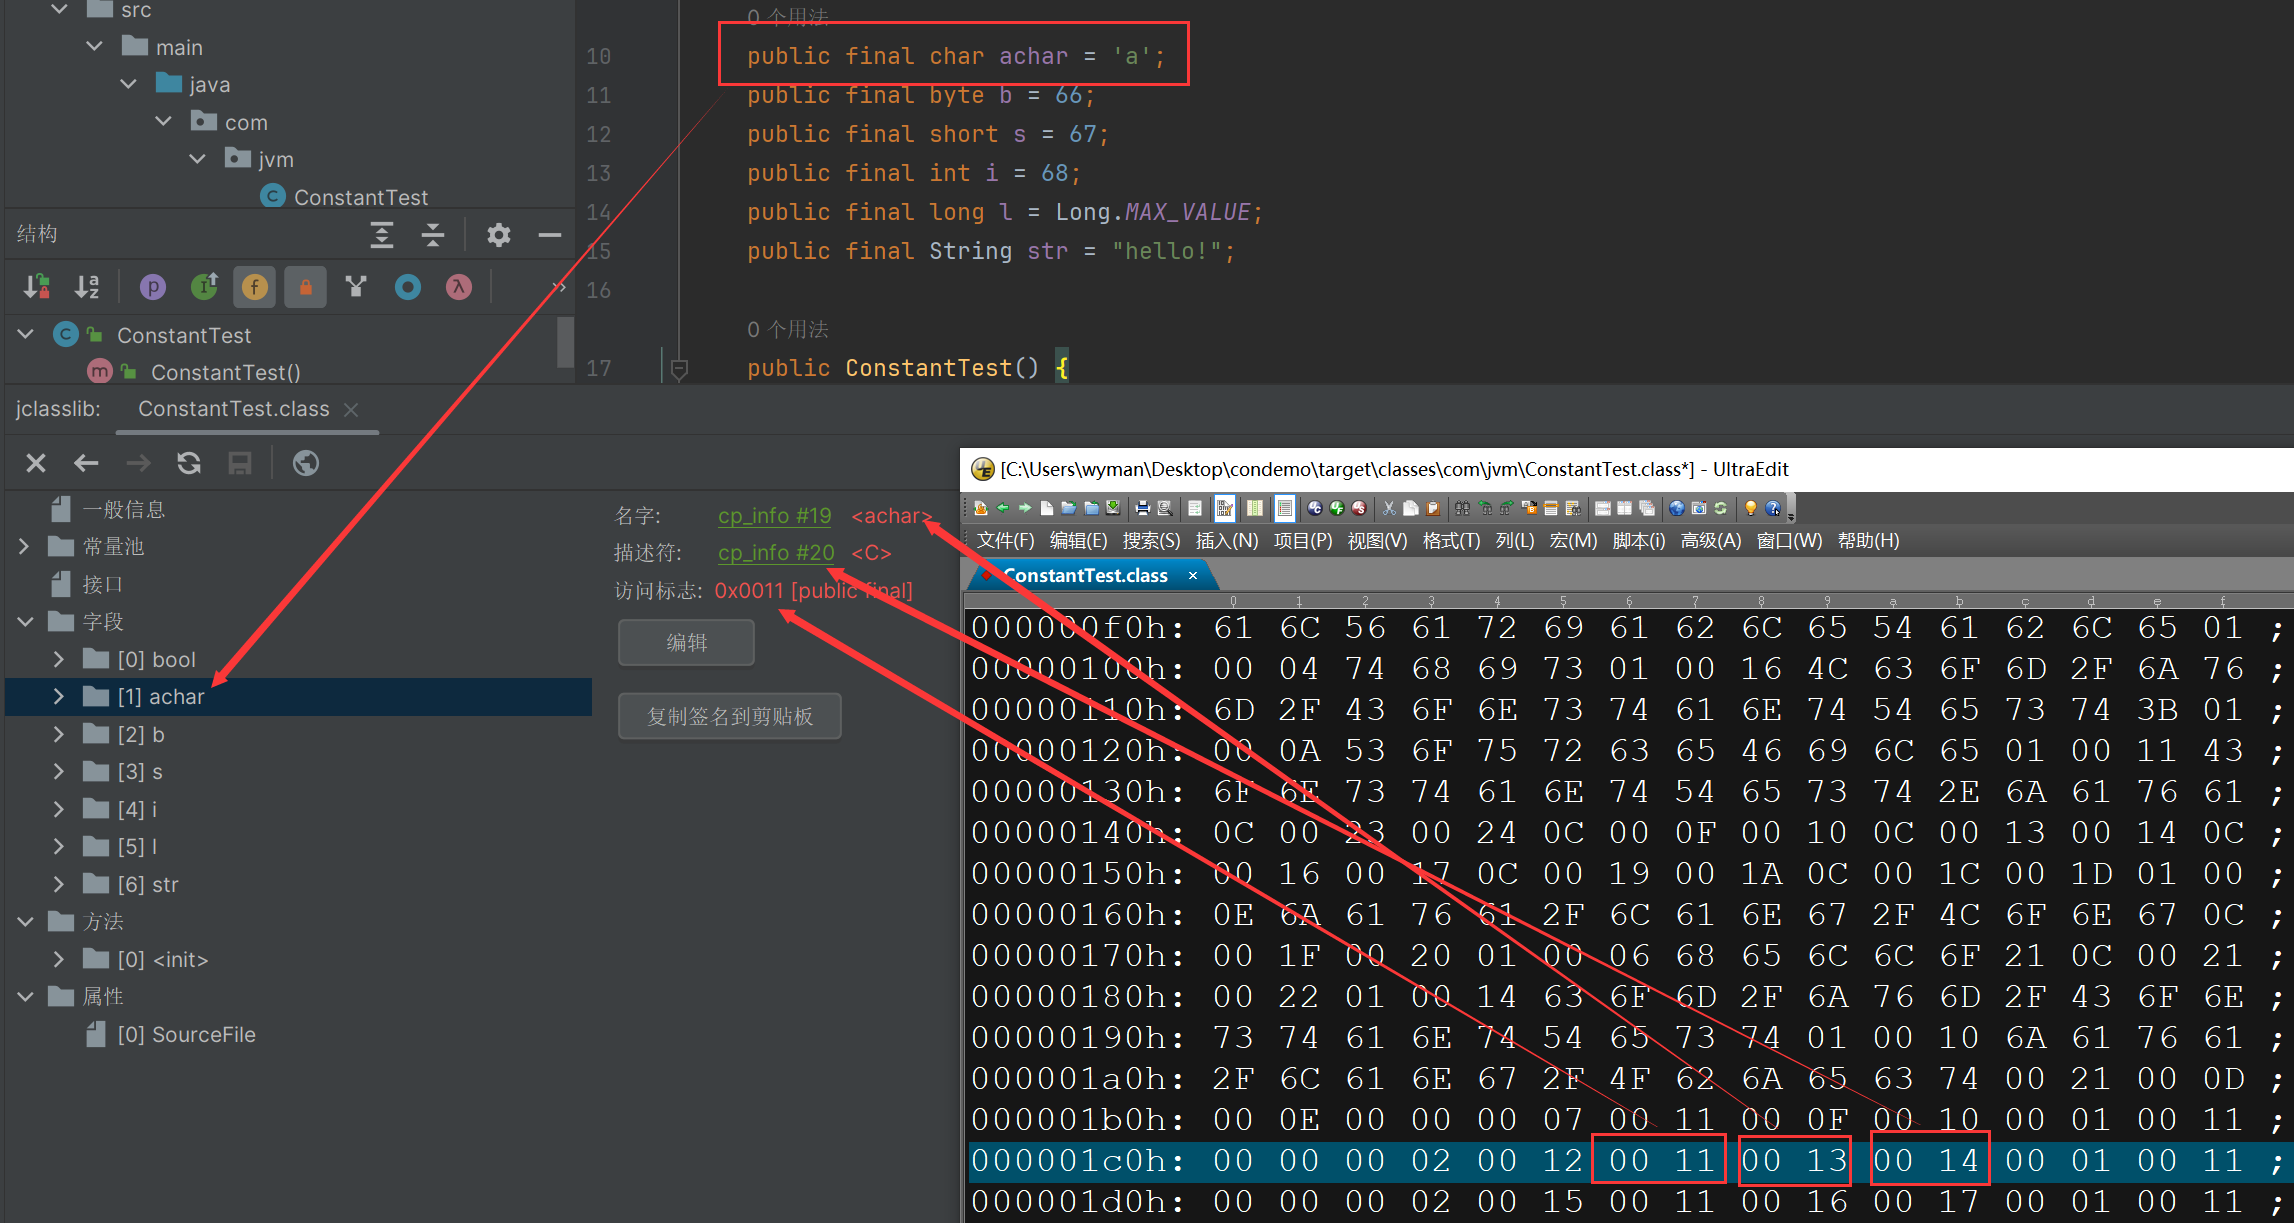 src
main
java
com
jvm
ConstantTest
结构
ConstantTest
ConstantTest()
0 个用法
10 public final char achar = 'a';
11 public final byte b = 66;
12 public final short s = 67;
13 public final int i = 68;
14 public final long l = Long.MAX_VALUE;
15 public final String str = "hello!";
16
0 个用法
17 public ConstantTest() {
jclasslib: ConstantTest.class
一般信息
常量池
接口
字段
[0] bool
[1] achar
[2] b
[3] s
[4] i
[5] l
[6] str
方法
[0] <init>
属性
[0] SourceFile
名字: cp_info #19 <achar>
描述符: cp_info #20 <C>
访问标志: 0x0011 [public final]
编辑
复制签名到剪贴板
[C:\Users\wyman\Desktop\condemo\target\classes\com\jvm\ConstantTest.class*] - UltraEdit
文件(F) 编辑(E) 搜索(S) 插入(N) 项目(P) 视图(V) 格式(T) 列(L) 宏(M) 脚本(i) 高级(A) 窗口(W) 帮助(H)
ConstantTest.class
0 1 2 3 4 5 6 7 8 9 a b c d e f
000000f0h: 61 6C 56 61 72 69 61 62 6C 65 54 61 62 6C 65 01 ;
00000100h: 00 04 74 68 69 73 01 00 16 4C 63 6F 6D 2F 6A 76 ;
00000110h: 6D 2F 43 6F 6E 73 74 61 6E 74 54 65 73 74 3B 01 ;
00000120h: 00 0A 53 6F 75 72 63 65 46 69 6C 65 01 00 11 43 ;
00000130h: 6F 6E 73 74 61 6E 74 54 65 73 74 2E 6A 61 76 61 ;
00000140h: 0C 00 23 00 24 0C 00 0F 00 10 0C 00 13 00 14 0C ;
00000150h: 00 16 00 17 0C 00 19 00 1A 0C 00 1C 00 1D 01 00 ;
00000160h: 0E 6A 61 76 61 2F 6C 61 6E 67 2F 4C 6F 6E 67 0C ;
00000170h: 00 1F 00 20 01 00 06 68 65 6C 6C 6F 21 0C 00 21 ;
00000180h: 00 22 01 00 14 63 6F 6D 2F 6A 76 6D 2F 43 6F 6E ;
00000190h: 73 74 61 6E 74 54 65 73 74 01 00 10 6A 61 76 61 ;
000001a0h: 2F 6C 61 6E 67 2F 4F 62 6A 65 63 74 00 21 00 0D ;
000001b0h: 00 0E 00 00 00 07 00 11 00 0F 00 10 00 01 00 11 ;
000001c0h: 00 00 00 02 00 12 00 11 00 13 00 14 00 01 00 11 ;
000001d0h: 00 00 00 02 00 15 00 11 00 16 00 17 00 01 00 11 ;